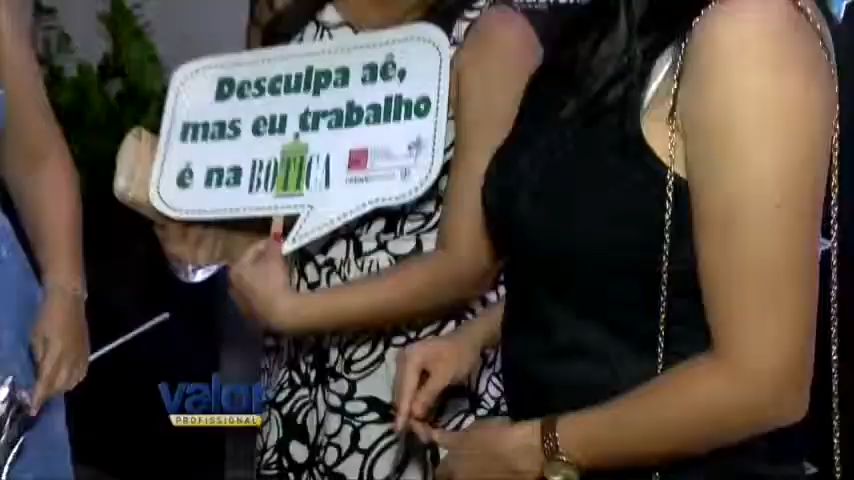 Desculpa aê,
mas eu trabalho
é na BOTICA
valor
PROFISSIONAL